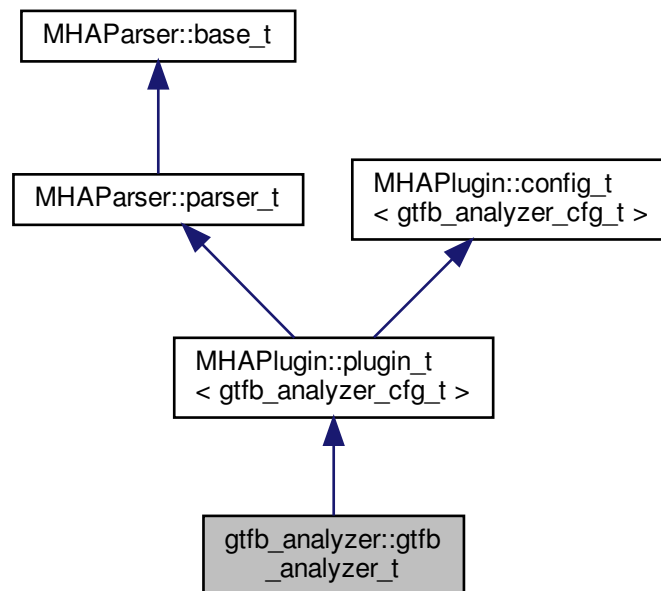 MHAParser::base_t
MHAParser::parser_t
MHAPlugin::config_t
< gtfb_analyzer_cfg_t >
MHAPlugin::plugin_t
< gtfb_analyzer_cfg_t >
gtfb_analyzer::gtfb
_analyzer_t